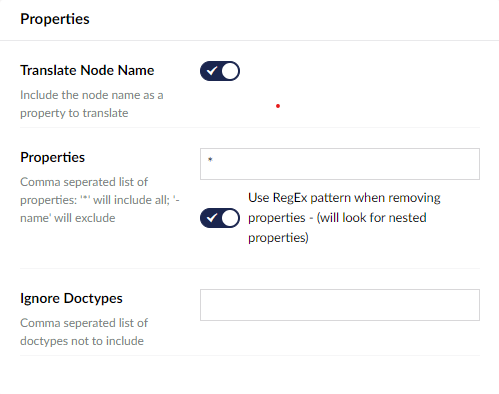 Properties
Translate Node Name
Include the node name as a
property to translate
Properties
Comma seperated list of
properties: '*' will include all; '-
name' will exclude
*
Use RegEx pattern when removing
properties - (will look for nested
properties)
Ignore Doctypes
Comma seperated list of
doctypes not to include